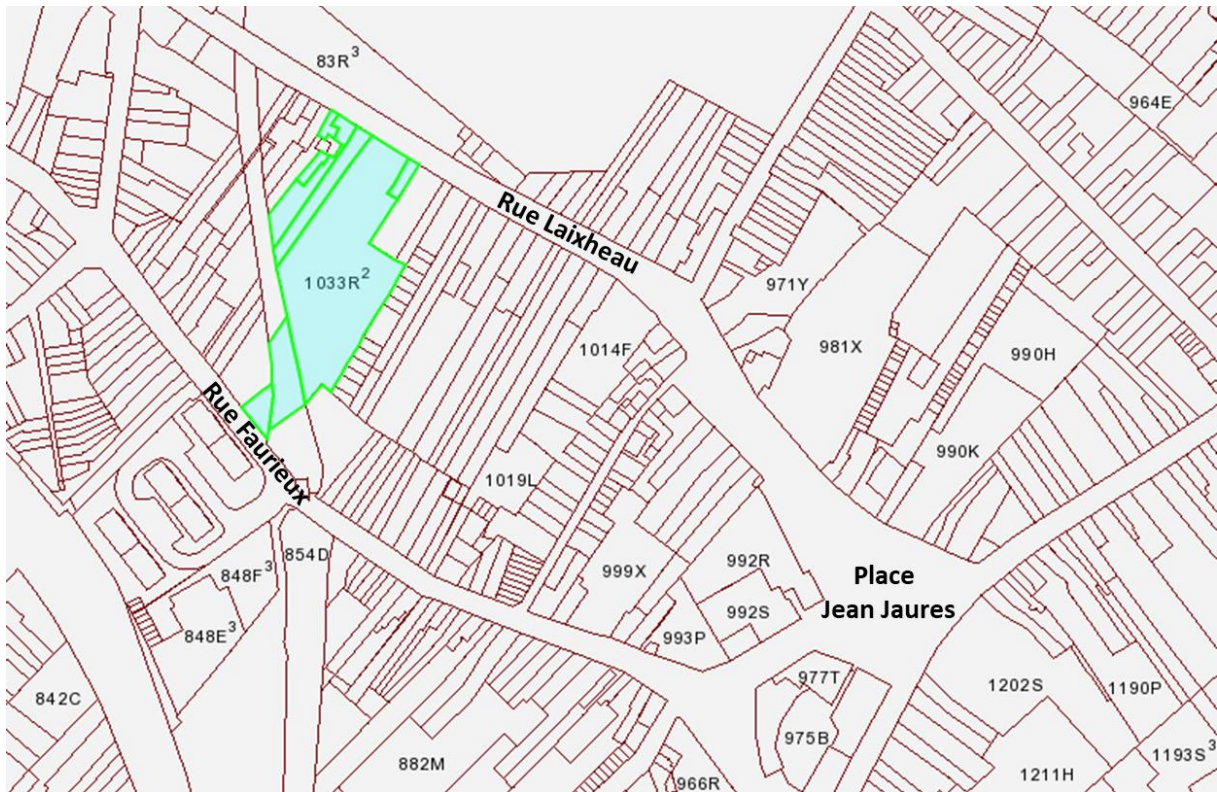 83R³
964E
Rue Laixheau
1033R²
971Y
1014F
981X
990H
Rue Faurieux
990K
1019L
854D
848F³
999X
992R
Place
Jean Jaures
992S
848E³
993P
977T
842C
1202S
1190P
975B
882M
1193S³
966R
1211H